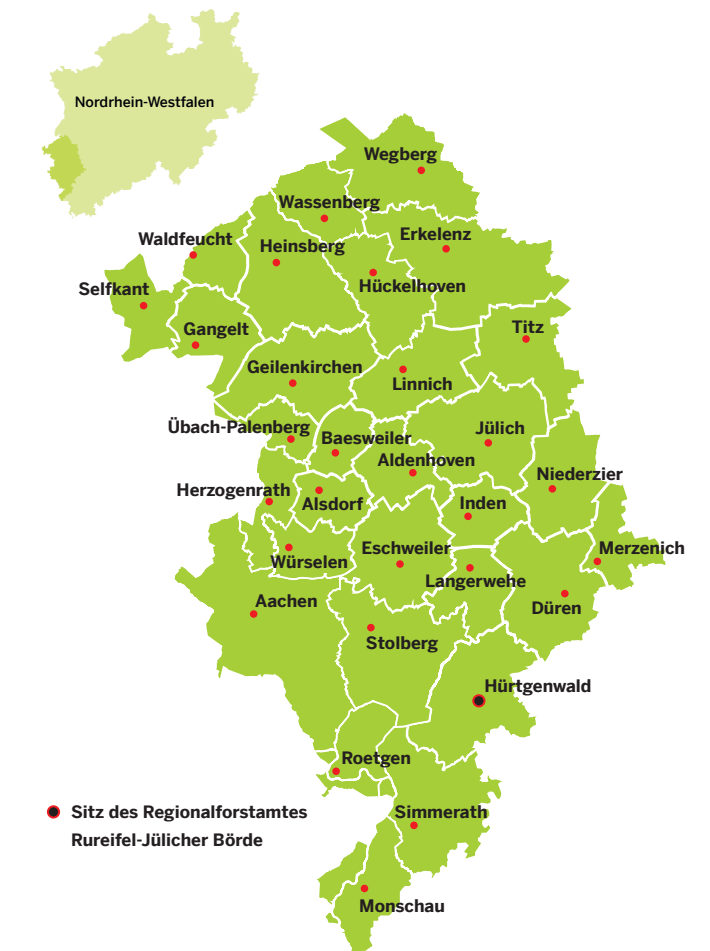 Nordrhein-Westfalen
Wegberg
Wassenberg
Erkelenz
Waldfeucht
Heinsberg
Hückelhoven
Selfkant
Gangelt
Titz
Geilenkirchen
Linnich
Übach-Palenberg
Baesweiler
Jülich
Aldenhoven
Niederzier
Herzogenrath
Alsdorf
Inden
Eschweiler
Merzenich
Würselen
Langerwehe
Aachen
Düren
Stolberg
Hürtgenwald
Roetgen
Simmerath
Sitz des Regionalforstamtes
Rureifel-Jülicher Börde
Monschau